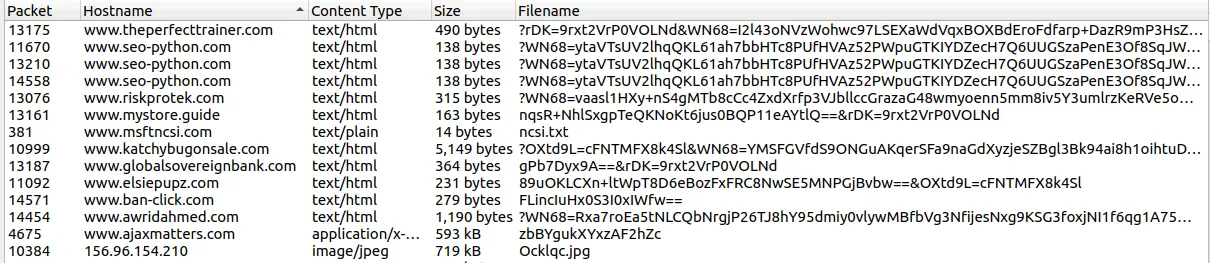 Packet Hostname Content Type Size Filename
13175 www.theperfecttrainer.com text/html 490 bytes ?rDK=9rxt2VrP0VOLNd&WN68=I2l43oNVzWohwc97LSEXaWdVqxBOXBdEroFdfarp+DazR9mP3HsZ…
11670 www.seo-python.com text/html 138 bytes ?WN68=ytaVTsUV2lhqQKL61ah7bbHTc8PUfHVAz52PWpuGTKIYDZecH7Q6UUGSzaPenE3Of8SqJW…
13210 www.seo-python.com text/html 138 bytes ?WN68=ytaVTsUV2lhqQKL61ah7bbHTc8PUfHVAz52PWpuGTKIYDZecH7Q6UUGSzaPenE3Of8SqJW…
14558 www.seo-python.com text/html 138 bytes ?WN68=ytaVTsUV2lhqQKL61ah7bbHTc8PUfHVAz52PWpuGTKIYDZecH7Q6UUGSzaPenE3Of8SqJW…
13076 www.riskprotek.com text/html 315 bytes ?WN68=vaasl1HXy+nS4gMTb8cCc4ZxdXrfp3VJbllccGrazaG48wmyoenn5mm8iv5Y3umlrzKeRVe5o…
13161 www.mystore.guide text/html 163 bytes nqsR+NhlSxgpTeQKNoKt6jus0BQP11eAYtlQ==&rDK=9rxt2VrP0VOLNd
381 www.msftncsi.com text/plain 14 bytes ncsi.txt
10999 www.katchybugonsale.com text/html 5,149 bytes ?OXtd9L=cFNTMFX8k4Sl&WN68=YMSFGVfdS9ONGuAKqerSFa9naGdXyzjeSZBgl3Bk94ai8h1oihtuD…
13187 www.globalsovereignbank.com text/html 364 bytes gPb7Dyx9A==&rDK=9rxt2VrP0VOLNd
11092 www.elsiepupz.com text/html 231 bytes 89uOKLCXn+ltWpT8D6eBozFxFRC8NwSE5MNPGjBvbw==&OXtd9L=cFNTMFX8k4Sl
14571 www.ban-click.com text/html 279 bytes FLincIuHx0S3I0xIWfw==
14454 www.awridahmed.com text/html 1,190 bytes ?WN68=Rxa7roEa5tNLCQbNrgjP26TJ8hY95dmiy0vlywMBfbVg3NfijesNxg9KSG3foxjNI1f6qg1A75…
4675 www.ajaxmatters.com application/x-… 593 kB zbBYgukXYxzAF2hZc
10384 156.96.154.210 image/jpeg 719 kB Ocklqc.jpg